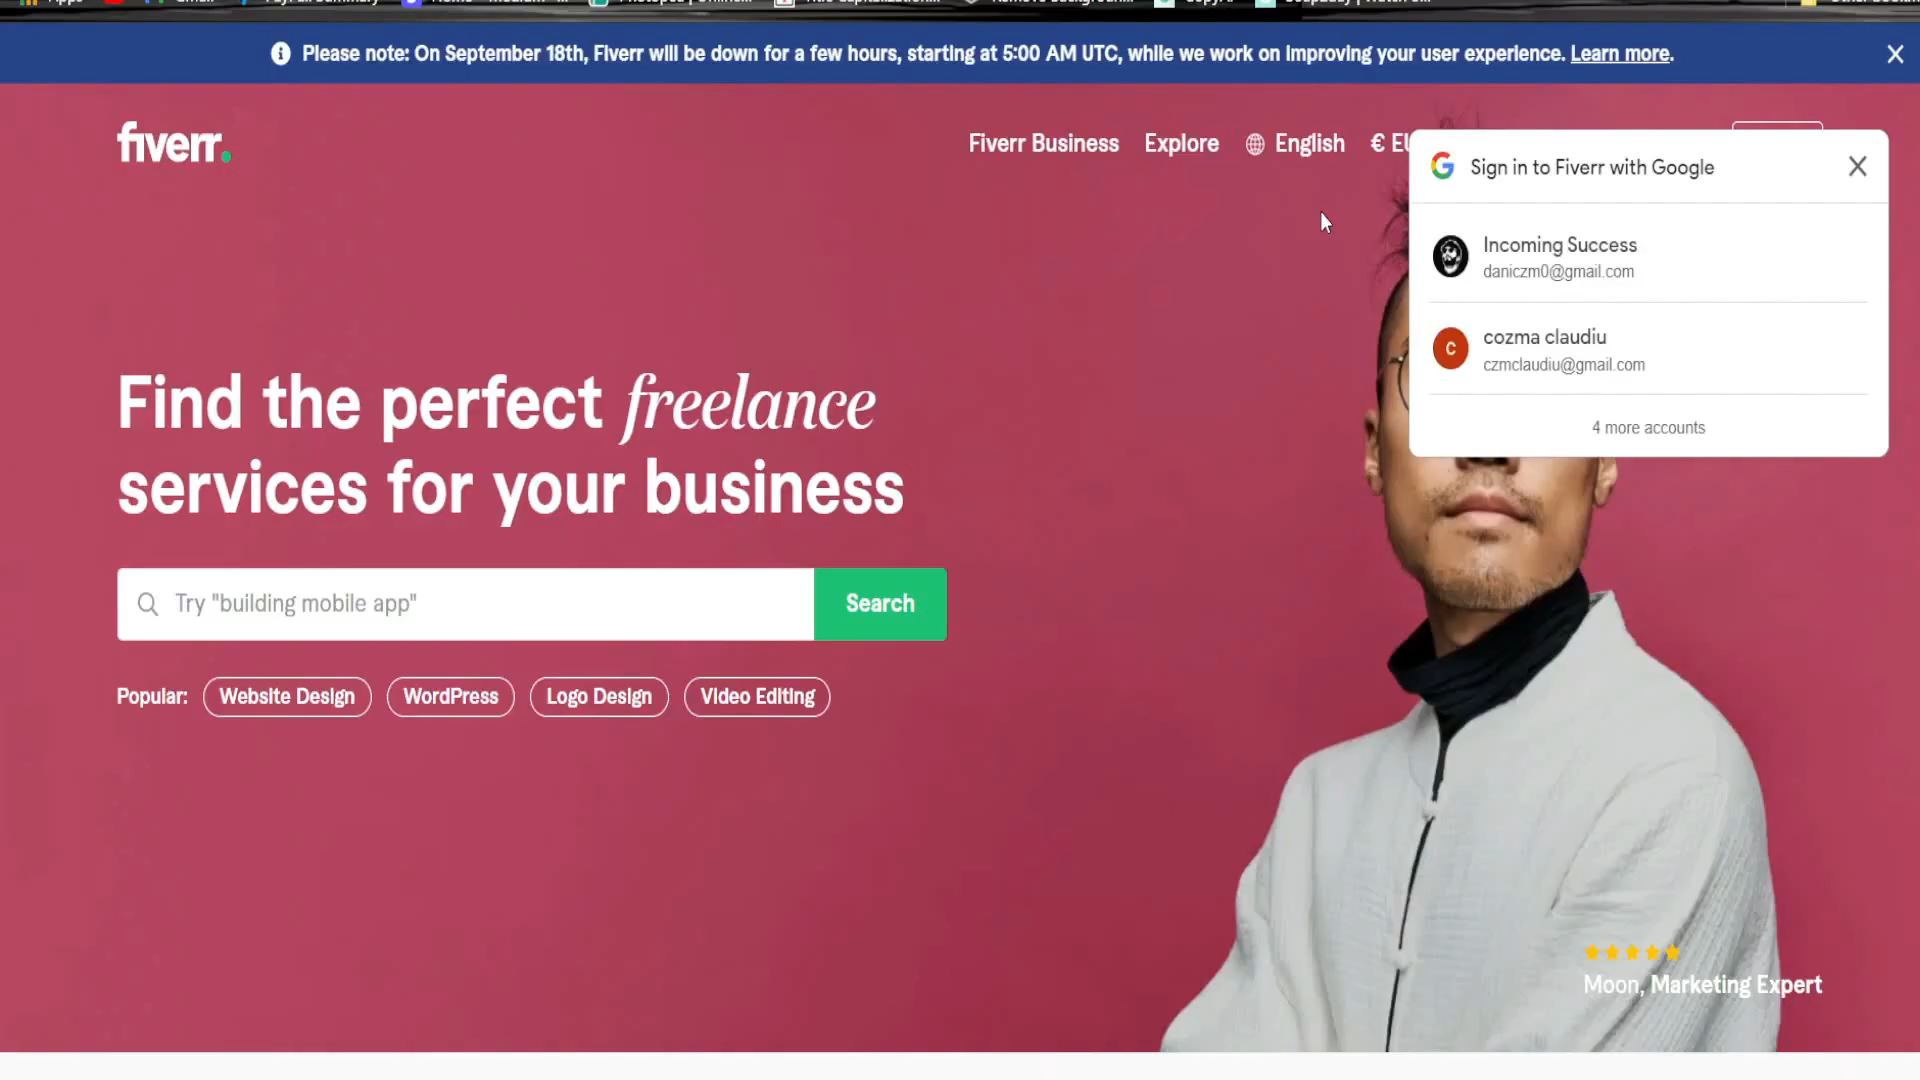 Please note: On September 18th, Fiverr will be down for a few hours, starting at 5:00 AM UTC, while we work on improving your user experience. Learn more.
fiverr.
Fiverr Business Explore English € EU
Sign in to Fiverr with Google
Incoming Success
daniczm0@gmail.com
C
cozma claudiu
czmclaudiu@gmail.com
4 more accounts
Find the perfect freelance
services for your business
Try "building mobile app"
Search
Popular: Website Design WordPress Logo Design Video Editing
Moon, Marketing Expert